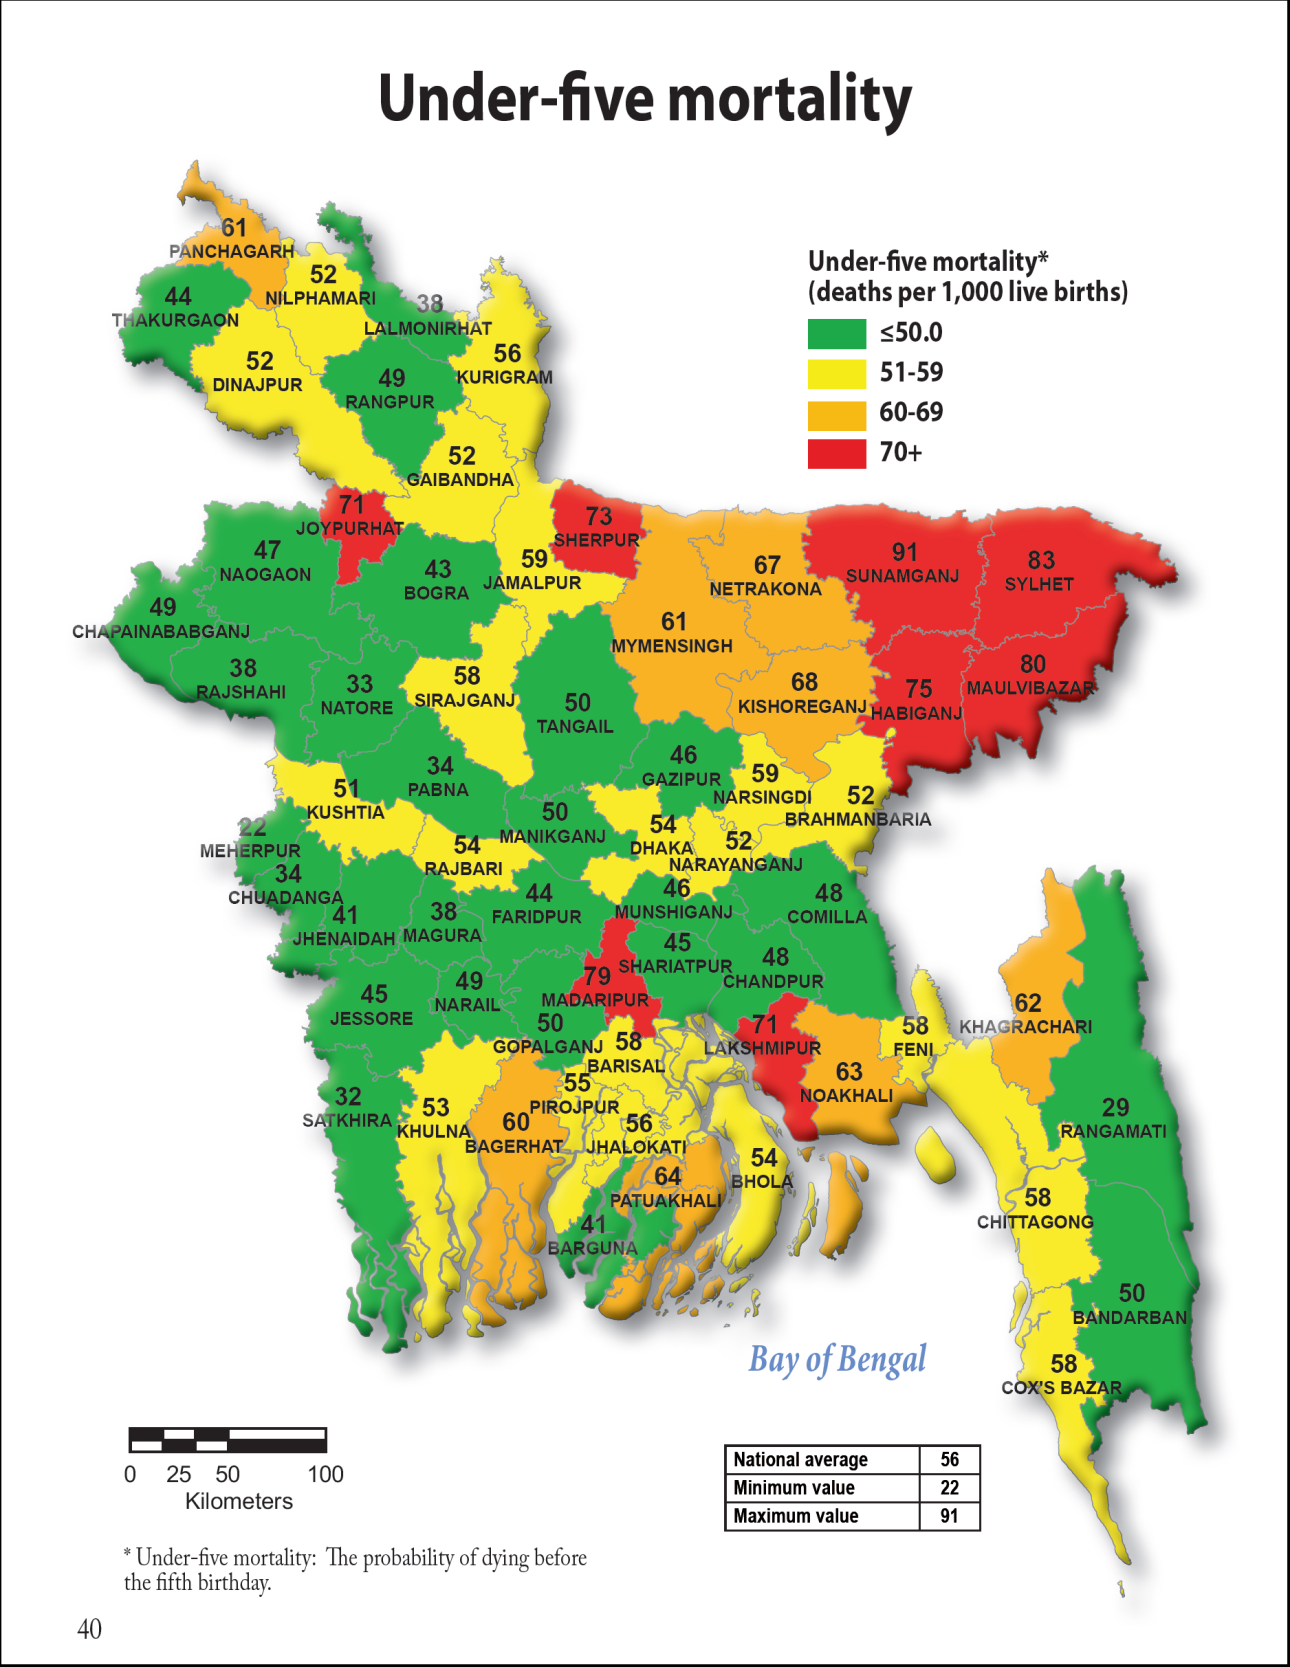 Under-five mortality
61
PANCHAGARH
52
NILPHAMARI
44
THAKURGAON
38
LALMONIRHAT
52
DINAJPUR
49
RANGPUR
56
KURIGRAM
52
GAIBANDHA
Under-five mortality*
(deaths per 1,000 live births)
≤50.0
51-59
60-69
70+
71
JOYPURHAT
73
SHERPUR
47
NAOGAON
43
BOGRA
59
JAMALPUR
67
NETRAKONA
91
SUNAMGANJ
83
SYLHET
49
CHAPAINABABGANJ
61
MYMENSINGH
38
RAJSHAHI
33
NATORE
58
SIRAJGANJ
50
TANGAIL
68
KISHOREGANJ
75
HABIGANJ
80
MAULVIBAZAR
46
GAZIPUR
59
NARSINGDI
52
BRAHMANBARIA
34
PABNA
51
KUSHTIA
50
MANIKGANJ
54
DHAKA
52
NARAYANGANJ
22
MEHERPUR
54
RAJBARI
34
CHUADANGA
41
JHENAIDAH
38
MAGURA
44
FARIDPUR
46
MUNSHIGANJ
48
COMILLA
45
SHARIATPUR
48
CHANDPUR
79
MADARIPUR
45
JESSORE
49
NARAIL
50
GOPALGANJ
58
BARISAL
71
LAKSHMIPUR
63
NOAKHALI
58
FENI
62
KHAGRACHARI
32
SATKHIRA
53
KHULNA
60
BAGERHAT
55
PIROJPUR
56
JHALOKATI
64
PATUAKHALI
54
BHOLA
41
BARGUNA
29
RANGAMATI
58
CHITTAGONG
50
BANDARBAN
58
COX'S BAZAR
Bay of Bengal
0 25 50 100
Kilometers
National average 56
Minimum value 22
Maximum value 91
* Under-five mortality: The probability of dying before
the fifth birthday.
40